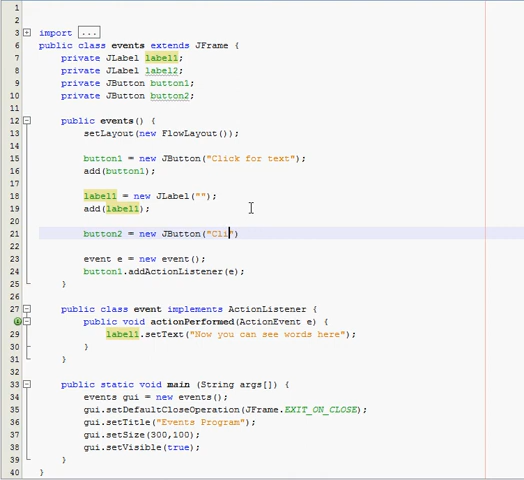 1
2
3 import ...
6 public class events extends JFrame {
7 private JLabel label1;
8 private JLabel label2;
9 private JButton button1;
10 private JButton button2;
11
12 public events() {
13 setLayout(new FlowLayout());
14
15 button1 = new JButton("Click for text");
16 add(button1);
17
18 label1 = new JLabel("");
19 add(label1);
20
21 button2 = new JButton("Cli")
22
23 event e = new event();
24 button1.addActionListener(e);
25 }
26
27 public class event implements ActionListener {
public void actionPerformed(ActionEvent e) {
29 label1.setText("Now you can see words here");
30 }
31 }
32
33 public static void main (String args[]) {
34 events gui = new events();
35 gui.setDefaultCloseOperation(JFrame.EXIT_ON_CLOSE);
36 gui.setTitle("Events Program");
37 gui.setSize(300,100);
38 gui.setVisible(true);
39 }
40 }